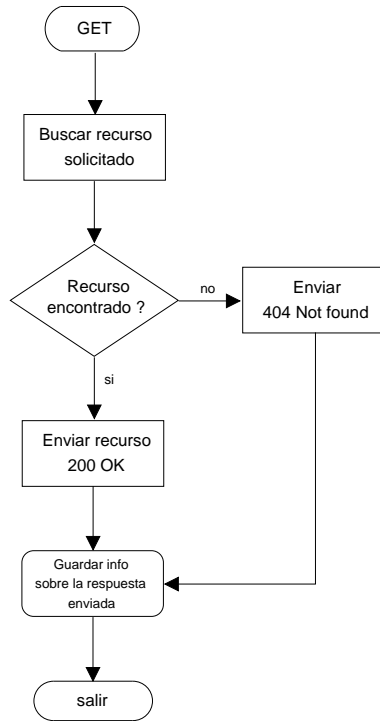 GET
Buscar recurso
solicitado
Recurso
encontrado ?
no
Enviar
404 Not found
si
Enviar recurso
200 OK
Guardar info
sobre la respuesta
enviada
salir